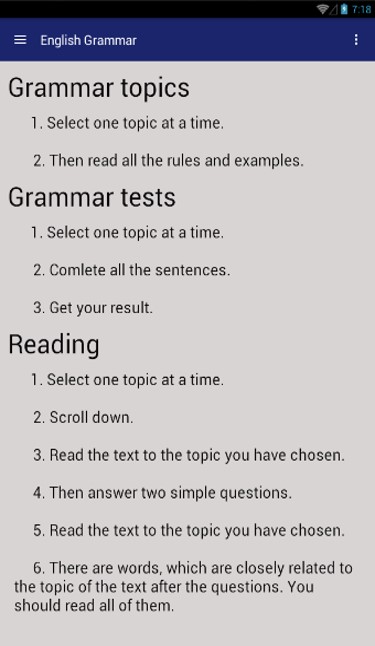 7:18
English Grammar
Grammar topics
1. Select one topic at a time.
2. Then read all the rules and examples.
Grammar tests
1. Select one topic at a time.
2. Comlete all the sentences.
3. Get your result.
Reading
1. Select one topic at a time.
2. Scroll down.
3. Read the text to the topic you have chosen.
4. Then answer two simple questions.
5. Read the text to the topic you have chosen.
6. There are words, which are closely related to
the topic of the text after the questions. You
should read all of them.